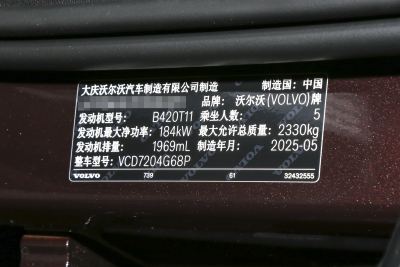 大庆沃尔沃汽车制造有限公司制造 制造国：中国
品牌：沃尔沃(VOLVO)牌
发动机型号： B420T11 乘坐人数： 5
发动机最大净功率：184kW 最大允许总质量：2330kg
发动机排量： 1969mL 制造年月：2025-05
整车型号：VCD7204G68P
VOLVO 739 61 32432555